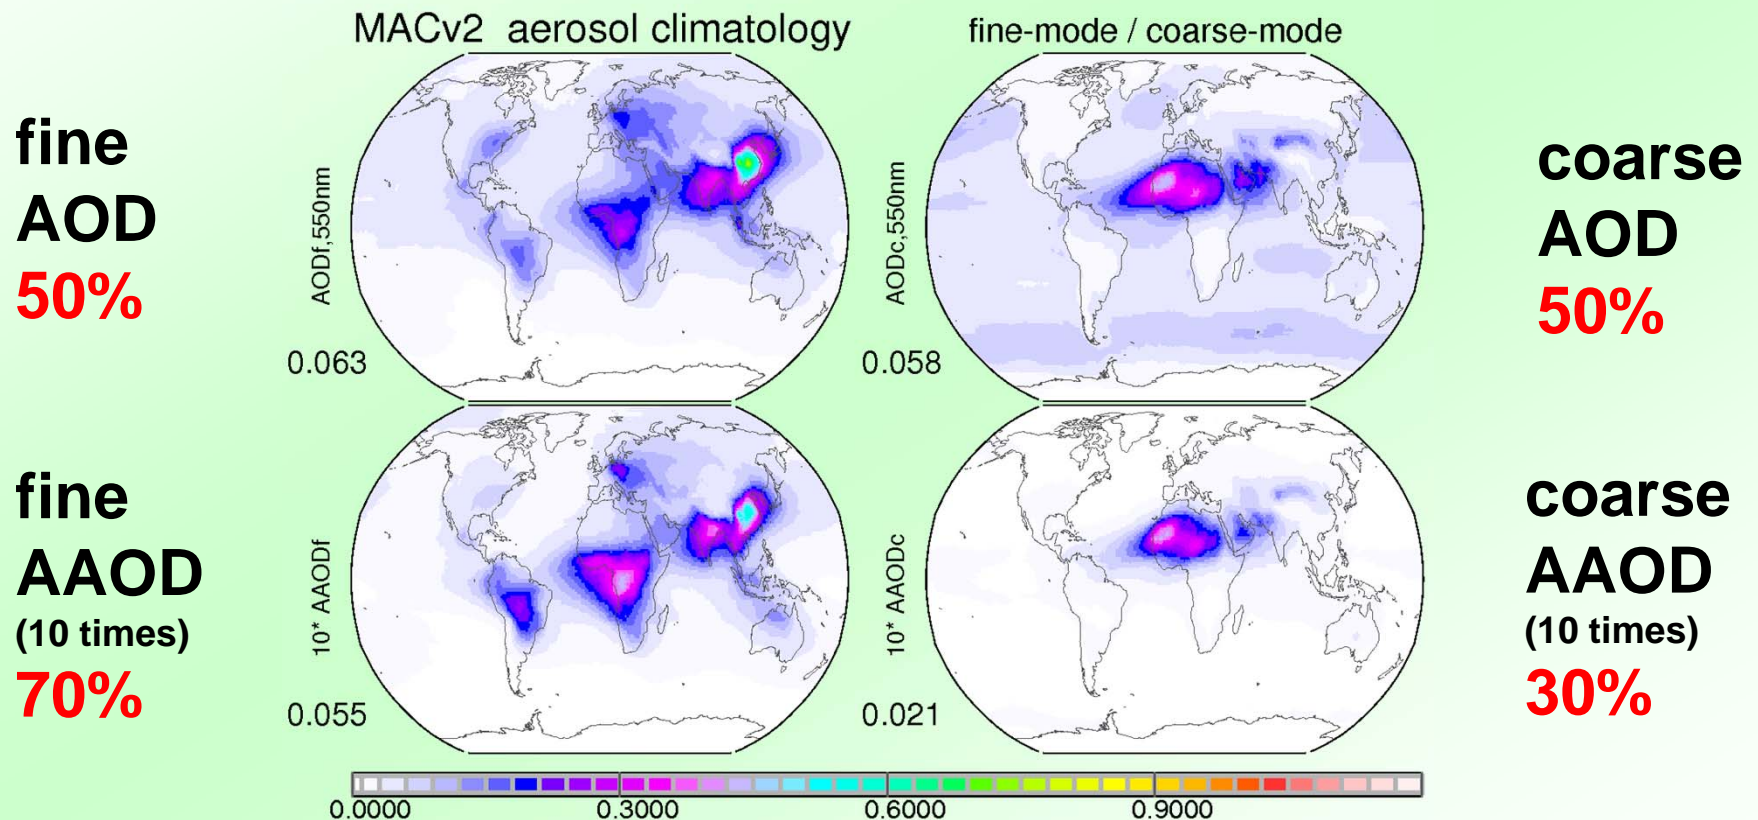 MACv2 aerosol climatology
fine-mode / coarse-mode
fine
AOD
50%
AODf,550nm
0.063
AODc,550nm
0.058
coarse
AOD
50%
fine
AAOD
(10 times)
70%
10* AAODf
0.055
10* AAODc
0.021
coarse
AAOD
(10 times)
30%
0.0000 0.3000 0.6000 0.9000